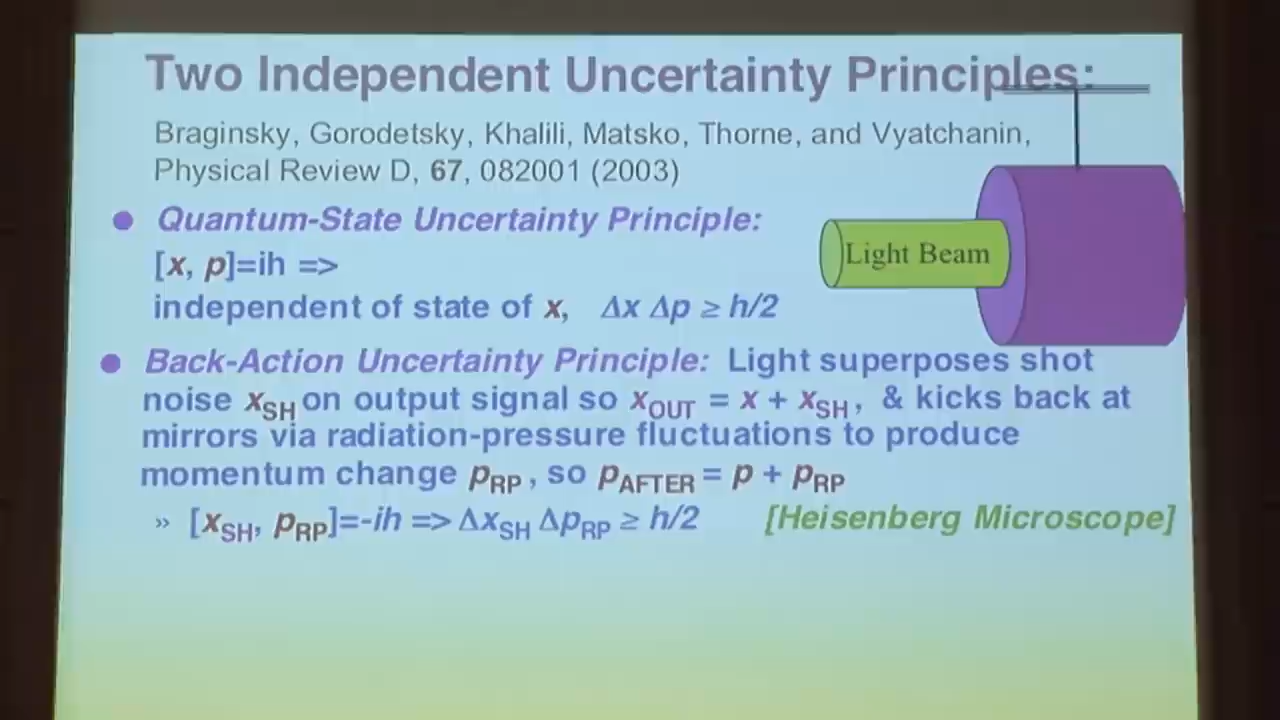 Two Independent Uncertainty Principles:
Braginsky, Gorodetsky, Khalili, Matsko, Thorne, and Vyatchanin,
Physical Review D, 67, 082001 (2003)
● Quantum-State Uncertainty Principle:
[x, p]=ih =>
independent of state of x, Δx Δp ≥ h/2
Light Beam
● Back-Action Uncertainty Principle: Light superposes shot
noise xSH on output signal so xOUT = x + xSH, & kicks back at
mirrors via radiation-pressure fluctuations to produce
momentum change pRP, so pAFTER = p + pRP
» [xSH, pRP]=-ih => ΔxSH ΔpRP ≥ h/2 [Heisenberg Microscope]